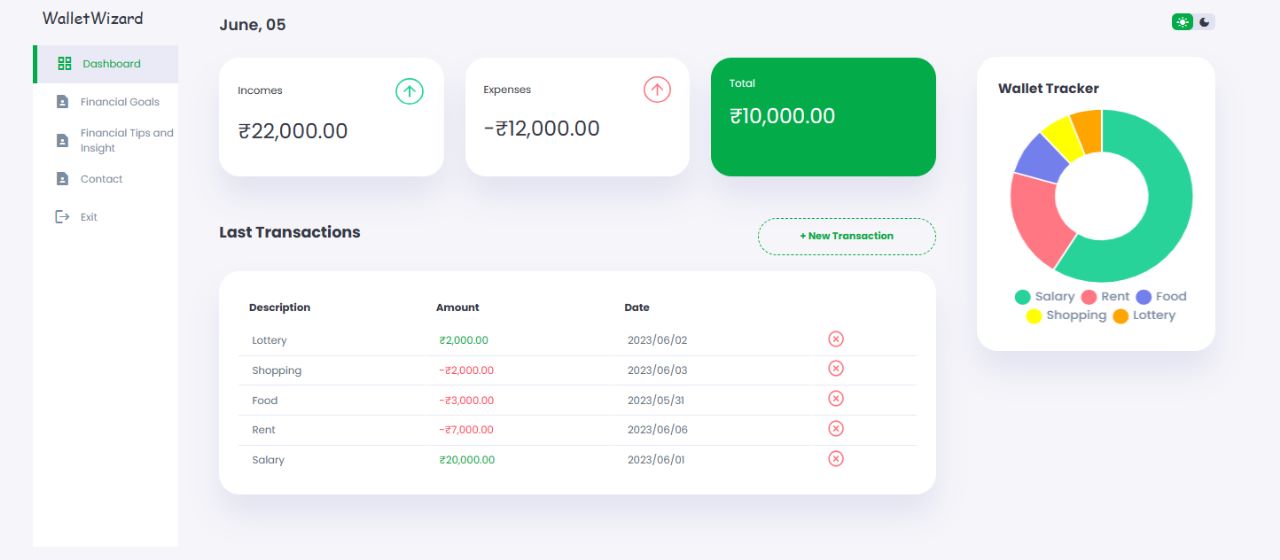 WalletWizard
Dashboard
Financial Goals
Financial Tips and
Insight
Contact
Exit
June, 05
Incomes
₹22,000.00
Expenses
-₹12,000.00
Total
₹10,000.00
Last Transactions
+ New Transaction
Description Amount Date
Lottery ₹2,000.00 2023/06/02
Shopping -₹2,000.00 2023/06/03
Food -₹3,000.00 2023/05/31
Rent -₹7,000.00 2023/06/06
Salary ₹20,000.00 2023/06/01
Wallet Tracker
Salary Rent Food
Shopping Lottery